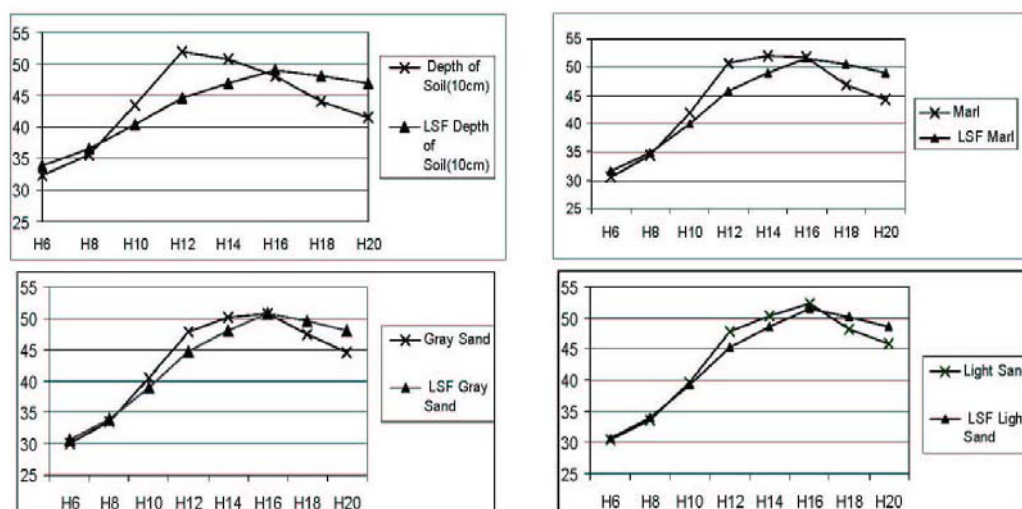 55
50
45
40
35
30
25
H6 H8 H10 H12 H14 H16 H18 H20
Depth of
Soil(10cm)
LSF Depth
of
Soil(10cm)
55
50
45
40
35
30
25
H6 H8 H10 H12 H14 H16 H18 H20
Marl
LSF Marl
55
50
45
40
35
30
25
H6 H8 H10 H12 H14 H16 H18 H20
Gray Sand
LSF Gray
Sand
55
50
45
40
35
30
25
H6 H8 H10 H12 H14 H16 H18 H20
Light San
LSF Ligh
Sand